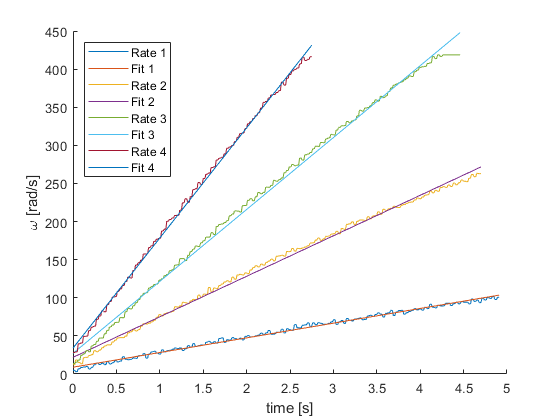 450
400
350
300
250
200
150
100
50
0
ω [rad/s]
Rate 1
Fit 1
Rate 2
Fit 2
Rate 3
Fit 3
Rate 4
Fit 4
0 0.5 1 1.5 2 2.5 3 3.5 4 4.5 5
time [s]